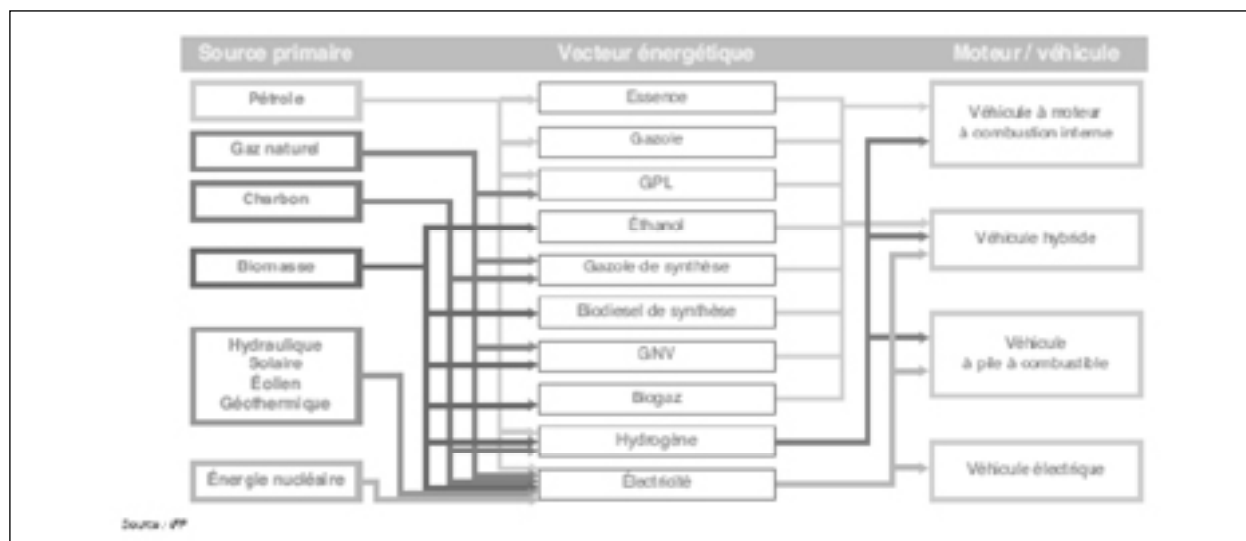 Source primaire
Vecteur énergétique
Moteur / véhicule
Pétrole
Gaz naturel
Charbon
Biomasse
Hydraulique
Solaire
Éolien
Géothermique
Énergie nucléaire
Essence
Gazole
GPL
Éthanol
Gazole de synthèse
Biodiesel de synthèse
GNV
Biogaz
Hydrogène
Électricité
Véhicule à moteur
à combustion interne
Véhicule hybride
Véhicule
à pile à combustible
Véhicule électrique
Source : IFP